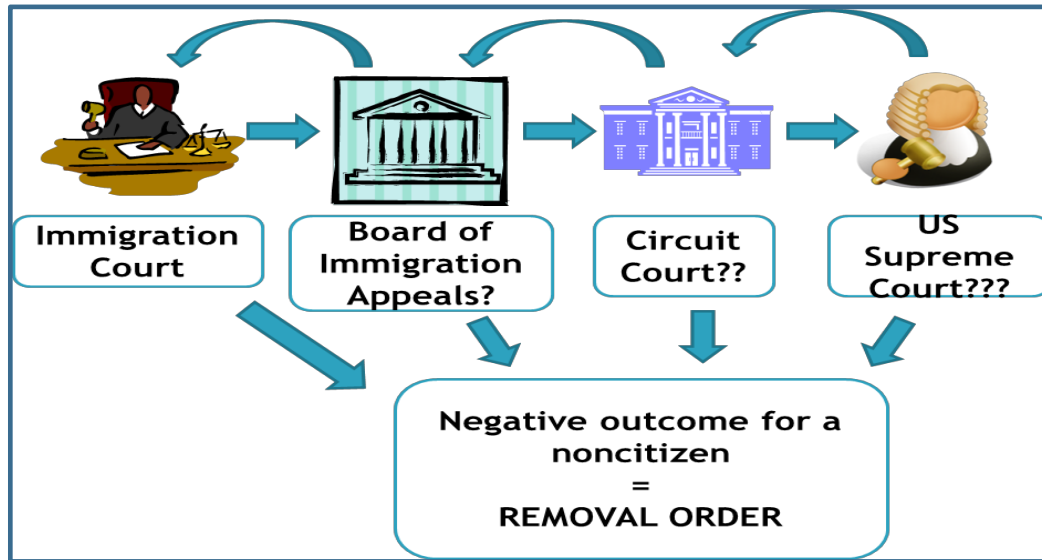 Immigration
Court
Board of
Immigration
Appeals?
Circuit
Court??
US
Supreme
Court???
Negative outcome for a
noncitizen
=
REMOVAL ORDER